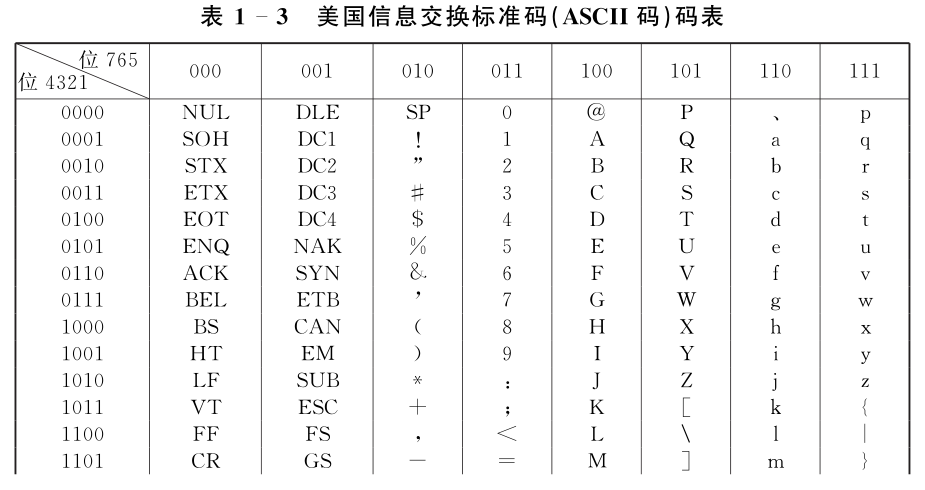 表 1 – 3 美国信息交换标准码(ASCII 码)码表
位 765 000 001 010 011 100 101 110 111
位 4321
0000 NUL DLE SP 0 @ P 、 p
0001 SOH DC1 ! 1 A Q a q
0010 STX DC2 ” 2 B R b r
0011 ETX DC3 # 3 C S c s
0100 EOT DC4 $ 4 D T d t
0101 ENQ NAK % 5 E U e u
0110 ACK SYN & 6 F V f v
0111 BEL ETB ’ 7 G W g w
1000 BS CAN ( 8 H X h x
1001 HT EM ) 9 I Y i y
1010 LF SUB * : J Z j z
1011 VT ESC + ; K [ k {
1100 FF FS , < L \ l |
1101 CR GS − = M ] m }